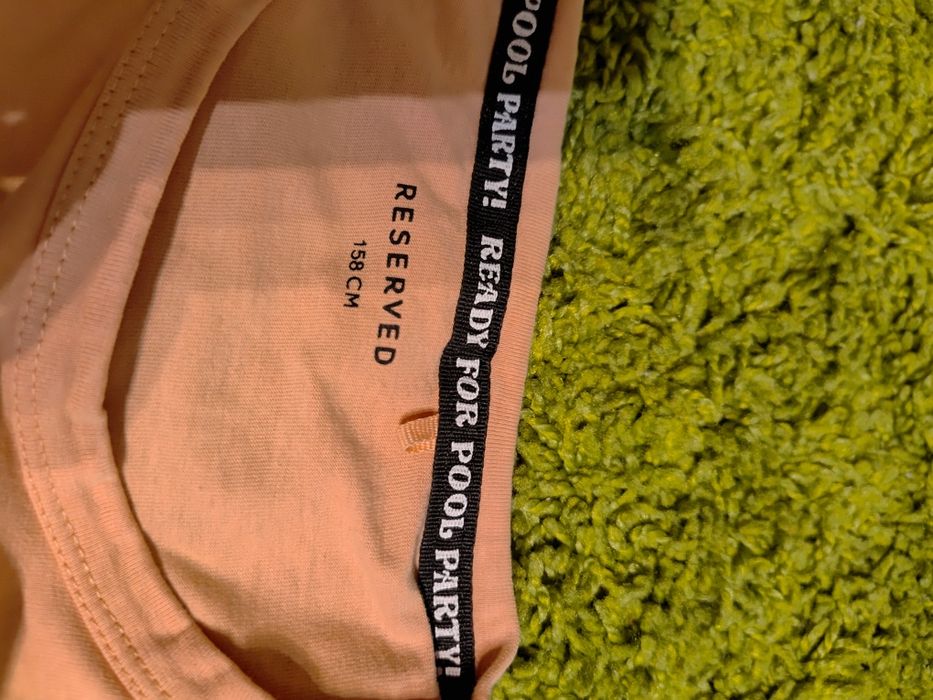 POOL PARTY! READY FOR POOL PARTY!
RESERVED
158 CM